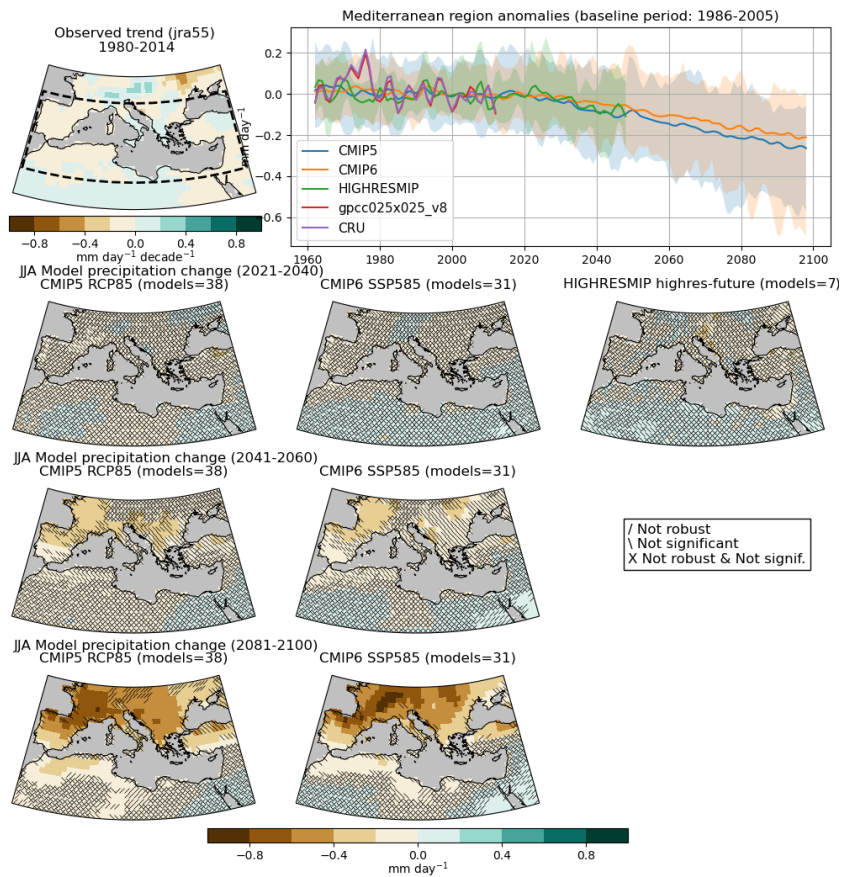 Observed trend (jra55)
1980-2014
−0.8 −0.4 0.0 0.4 0.8
mm day⁻¹ decade⁻¹
Mediterranean region anomalies (baseline period: 1986-2005)
mm day⁻¹
0.2
0.0
−0.2
−0.4
−0.6
CMIP5
CMIP6
HIGHRESMIP
gpcc025x025_v8
CRU
1960 1980 2000 2020 2040 2060 2080 2100
JJA Model precipitation change (2021-2040)
CMIP5 RCP85 (models=38)
CMIP6 SSP585 (models=31)
HIGHRESMIP highres-future (models=7)
JJA Model precipitation change (2041-2060)
CMIP5 RCP85 (models=38)
CMIP6 SSP585 (models=31)
/ Not robust
\ Not significant
X Not robust & Not signif.
JJA Model precipitation change (2081-2100)
CMIP5 RCP85 (models=38)
CMIP6 SSP585 (models=31)
−0.8 −0.4 0.0 0.4 0.8
mm day⁻¹